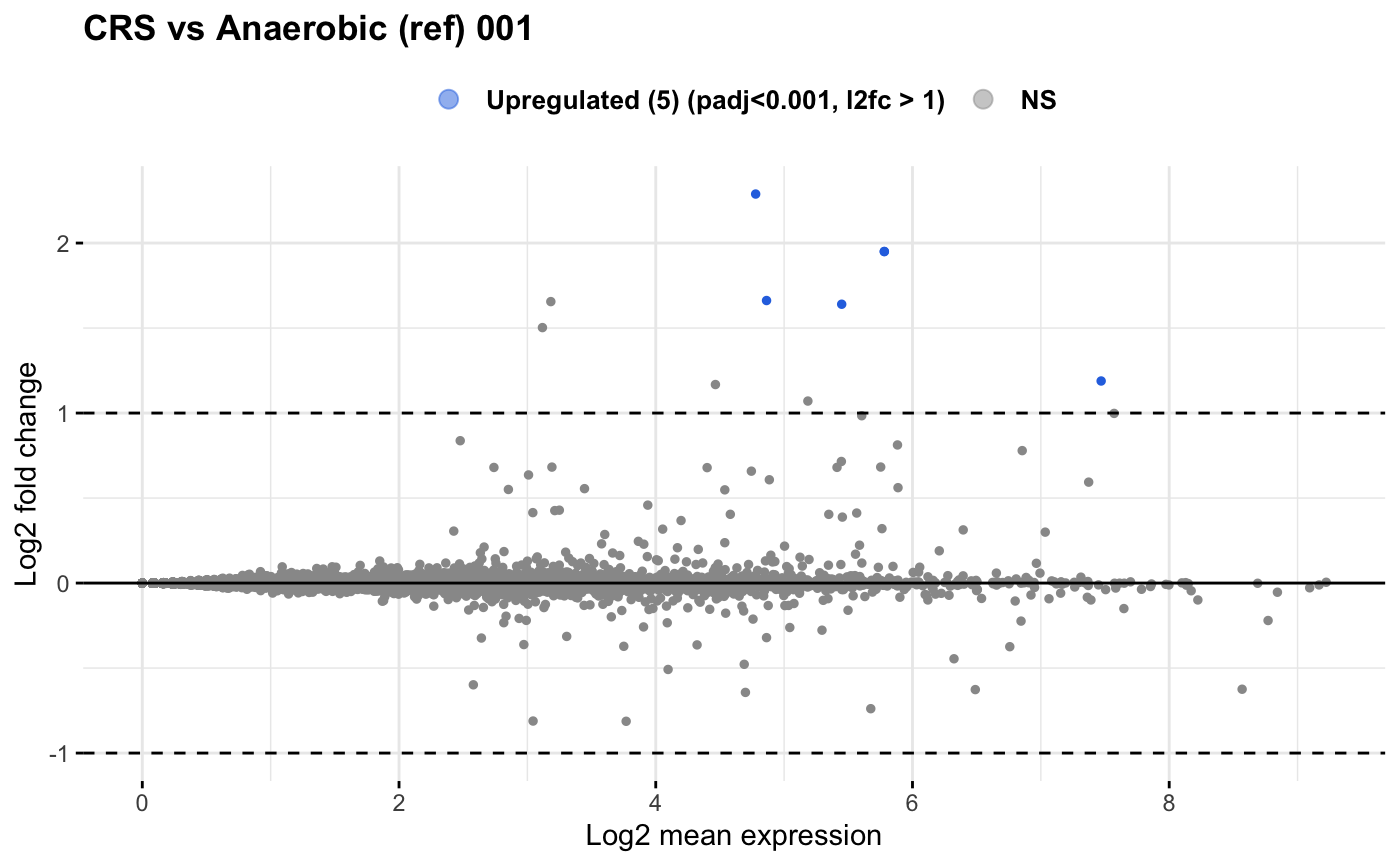 CRS vs Anaerobic (ref) 001
Upregulated (5) (padj<0.001, l2fc > 1)
NS
Log2 fold change
2
1
0
-1
0
2
4
6
8
Log2 mean expression